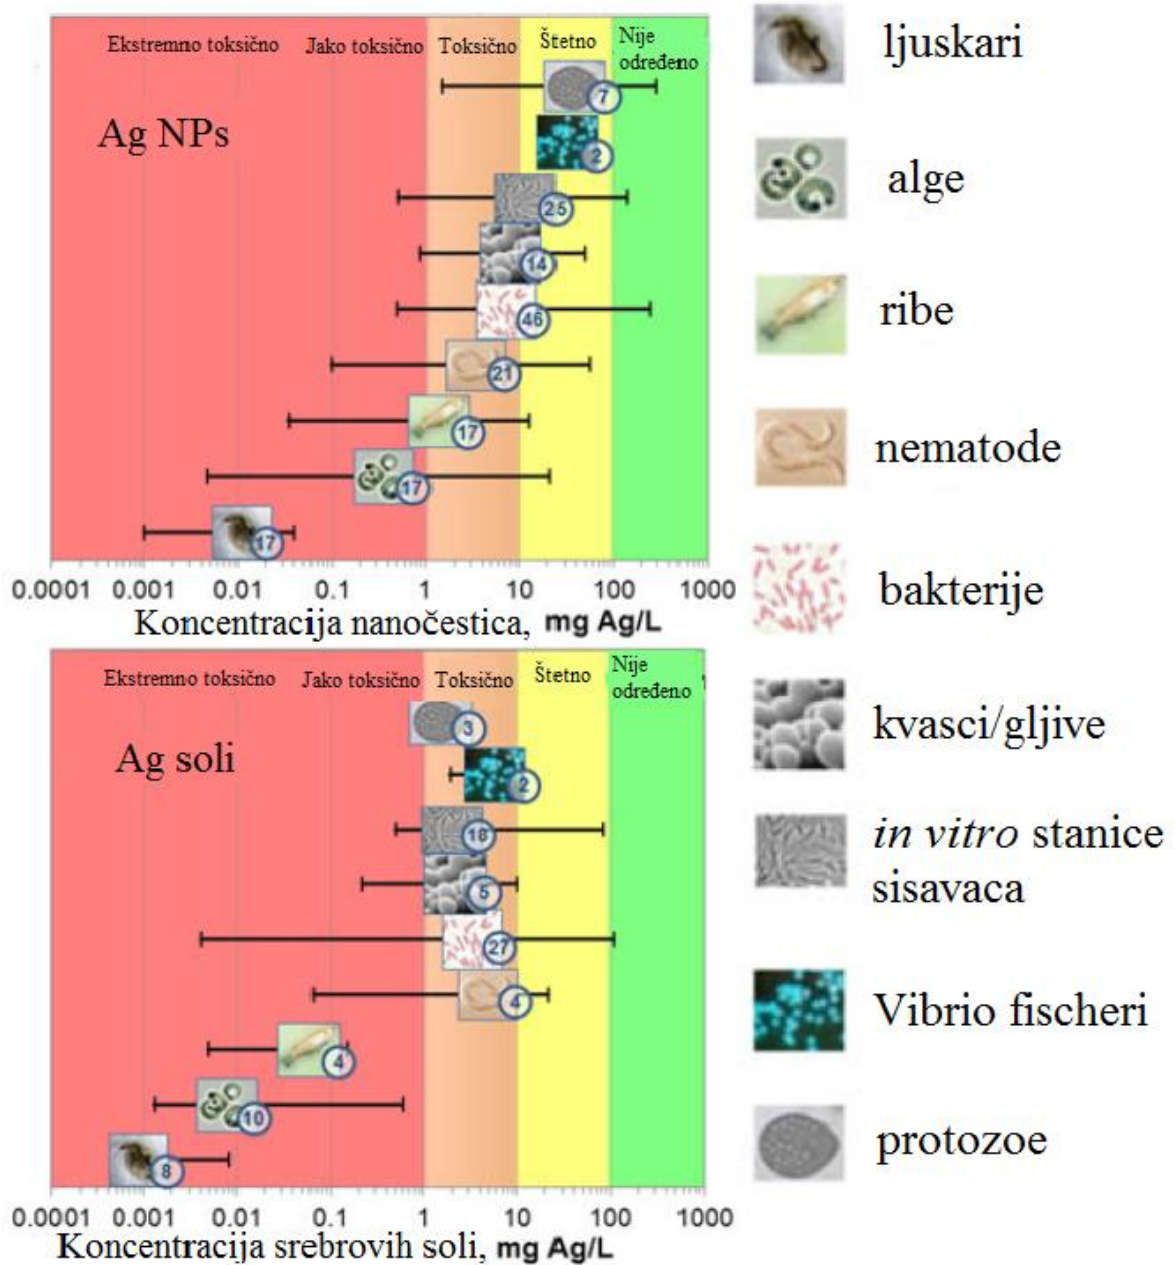 Ekstremno toksično
Jako toksično
Toksično
Štetno
Nije
određeno
Ag NPs
7
2
25
14
46
21
17
17
17
0.0001 0.001 0.01 0.1 1 10 100 1000
Koncentracija nanočestica, mg Ag/L
Ekstremno toksično
Jako toksično
Toksično
Štetno
Nije
određeno
Ag soli
3
2
18
5
27
4
4
10
8
0.0001 0.001 0.01 0.1 1 10 100 1000
Koncentracija srebrovih soli, mg Ag/L
ljuskari
alge
ribe
nematode
bakterije
kvasci/gljive
in vitro stanice
sisavaca
Vibrio fischeri
protozoe